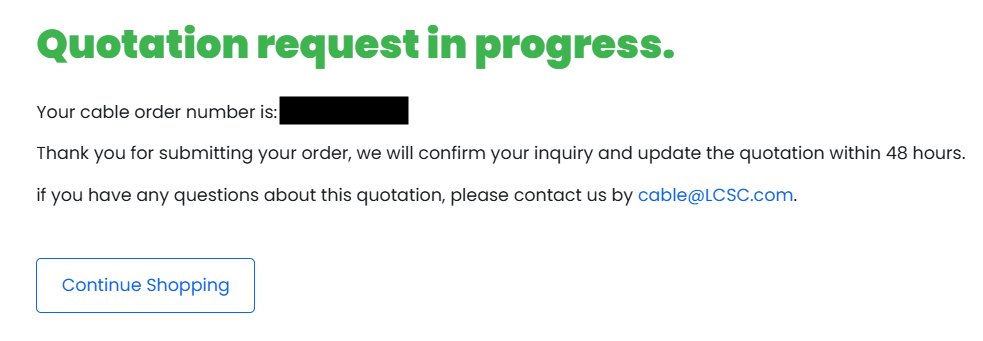 Quotation request in progress.
Your cable order number is:
Thank you for submitting your order, we will confirm your inquiry and update the quotation within 48 hours.
if you have any questions about this quotation, please contact us by cable@LCSC.com.
Continue Shopping